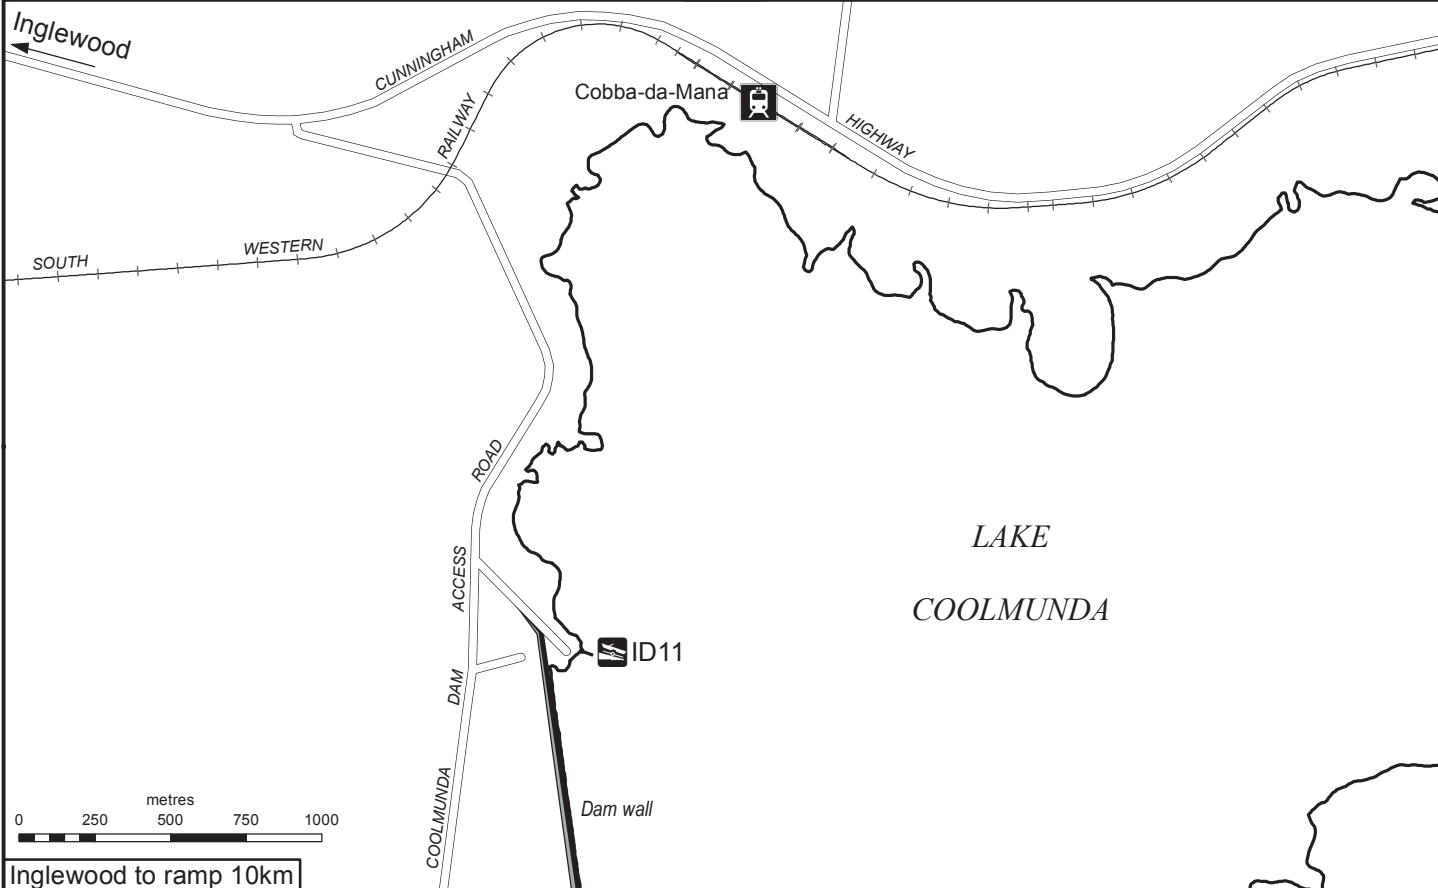 Inglewood
CUNNINGHAM
RAILWAY
Cobba-da-Mana
HIGHWAY
SOUTH
WESTERN
ROAD
LAKE
COOLMUNDA
ACCESS
ID11
DAM
COOLMUNDA
Dam wall
metres
0 250 500 750 1000
Inglewood to ramp 10km